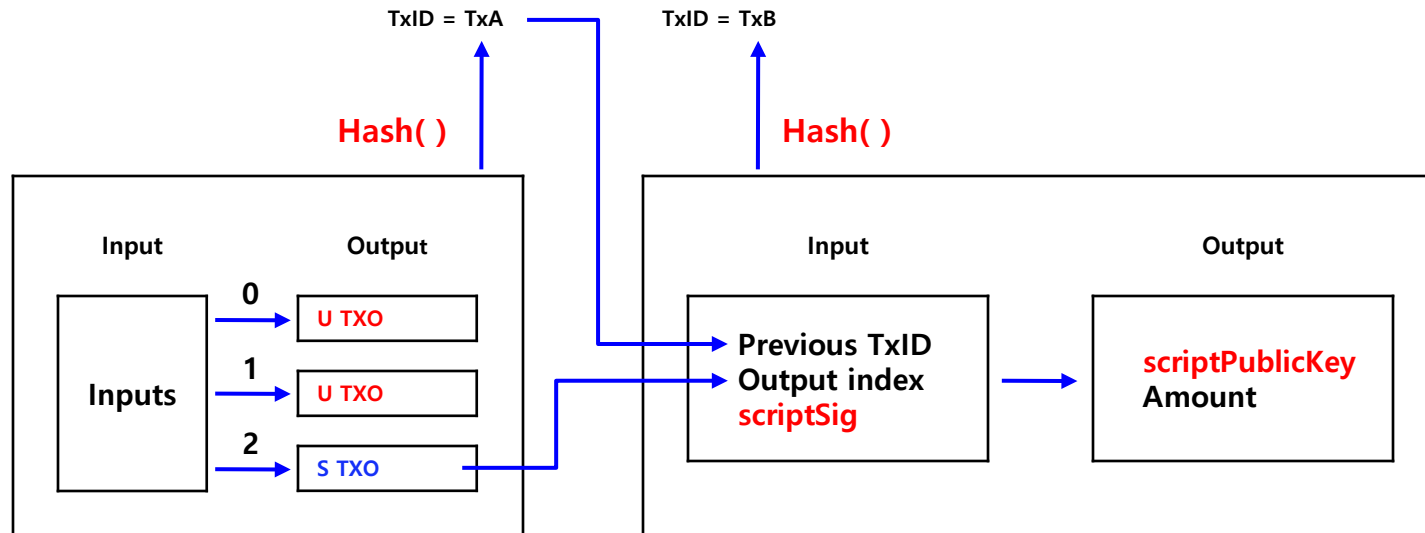 TxID = TxA
TxID = TxB
Hash( )
Hash( )
Input
Output
0
U TXO
1
U TXO
Inputs
2
S TXO
Input
Output
Previous TxID
Output index
scriptSig
scriptPublicKey
Amount